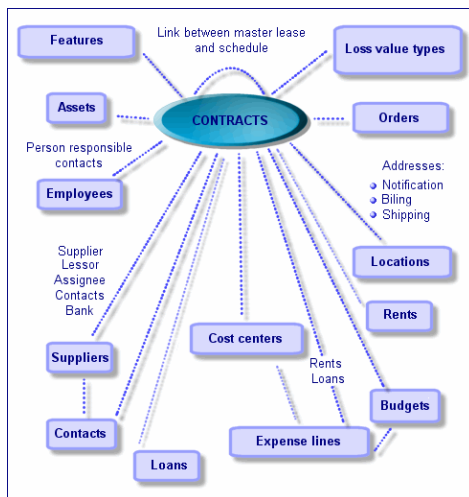 Features
Link between master lease
and schedule
Loss value types
Assets
CONTRACTS
Orders
Person responsible
contacts
Employees
Addresses:
Notification
Biling
Shipping
Locations
Supplier
Lessor
Assignee
Contacts
Bank
Rents
Cost centers
Suppliers
Rents
Loans
Budgets
Contacts
Expense lines
Loans